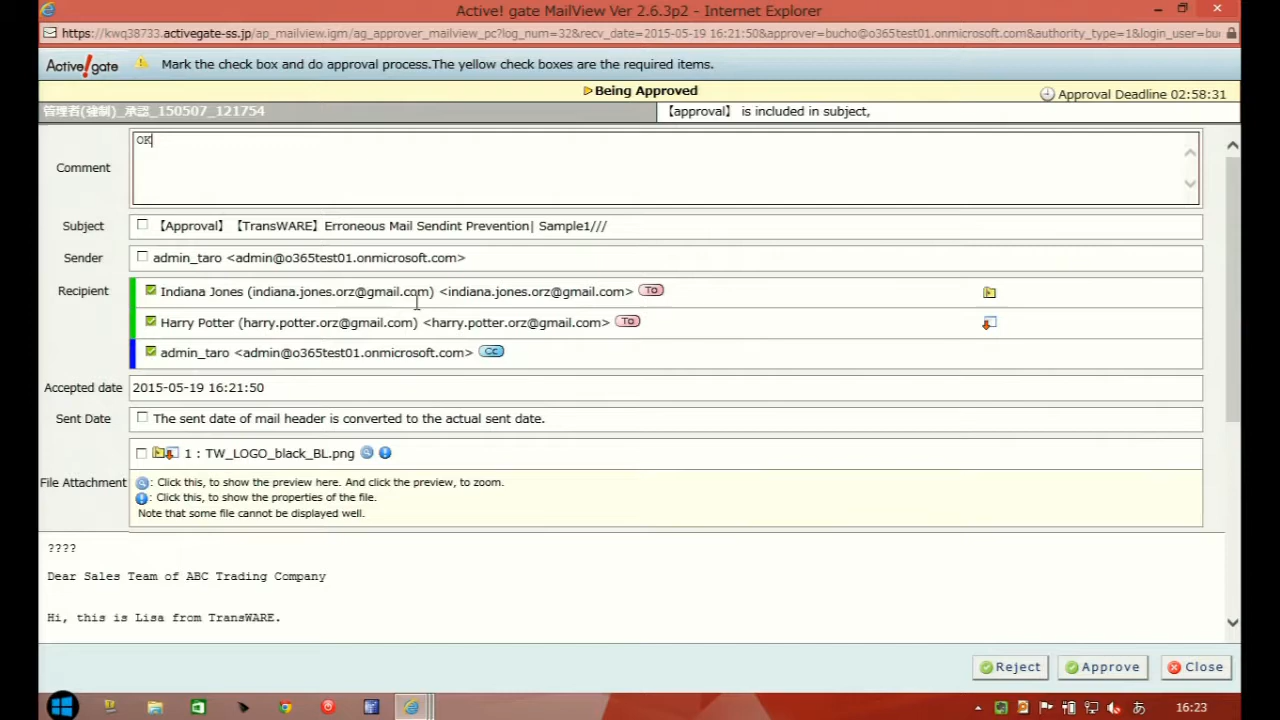 Active! gate MailView Ver 2.6.3p2 - Internet Explorer
https://kwq38733.activegate-ss.jp/ap_mailview.igm/ag_approver_mailview_pc?log_num=32&recv_date=2015-05-19 16:21:50&approver=bucho@o365test01.onmicrosoft.com&authority_type=1&login_user=bu
Active!gate Mark the check box and do approval process.The yellow check boxes are the required items.
Being Approved
Approval Deadline 02:58:31
管理者(強制)_承認_150507_121754 【approval】 is included in subject,
Comment OK
Subject 【Approval】【TransWARE】Erroneous Mail Sendint Prevention| Sample1///
Sender admin_taro <admin@o365test01.onmicrosoft.com>
Recipient Indiana Jones (indiana.jones.orz@gmail.com) <indiana.jones.orz@gmail.com> To
Harry Potter (harry.potter.orz@gmail.com) <harry.potter.orz@gmail.com> To
admin_taro <admin@o365test01.onmicrosoft.com> Cc
Accepted date 2015-05-19 16:21:50
Sent Date The sent date of mail header is converted to the actual sent date.
1 : TW_LOGO_black_BL.png
File Attachment : Click this, to show the preview here. And click the preview, to zoom.
: Click this, to show the properties of the file.
Note that some file cannot be displayed well.
????
Dear Sales Team of ABC Trading Company
Hi, this is Lisa from TransWARE.
Reject Approve Close
あ 16:23